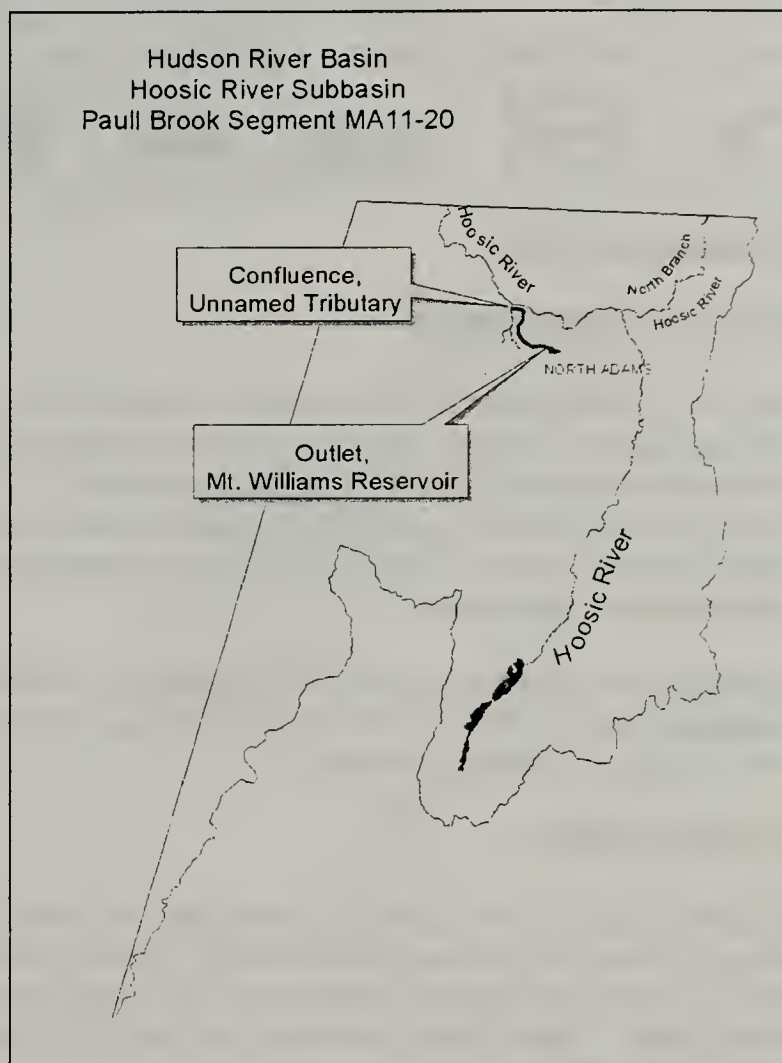 Hudson River Basin
Hoosic River Subbasin
Paull Brook Segment MA11-20
Hoosic River
Confluence,
Unnamed Tributary
North Branch
Hoosic River
NORTH ADAMS
Outlet,
Mt. Williams Reservoir
Hoosic River